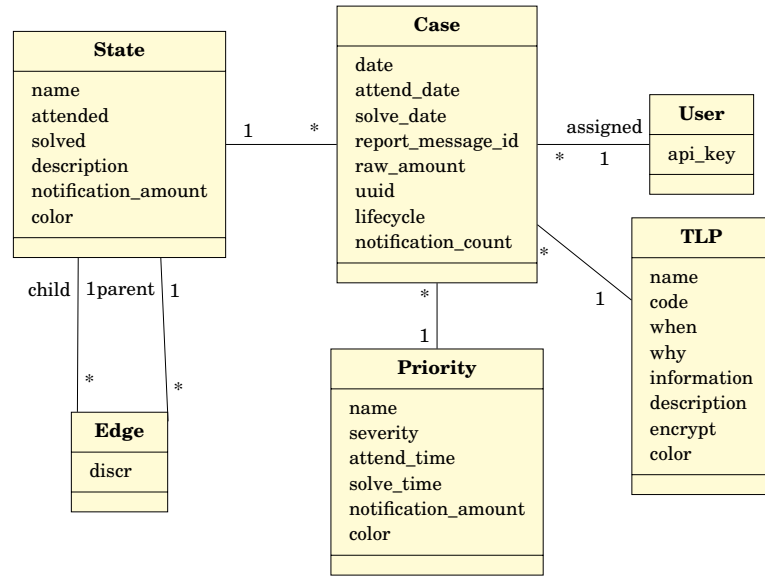 State
name
attended
solved
description
notification_amount
color
1
*
Case
date
attend_date
solve_date
report_message_id
raw_amount
uuid
lifecycle
notification_count
assigned
*
1
User
api_key
*
1
TLP
name
code
when
why
information
description
encrypt
color
child
1
parent
1
*
*
Edge
discr
*
1
Priority
name
severity
attend_time
solve_time
notification_amount
color